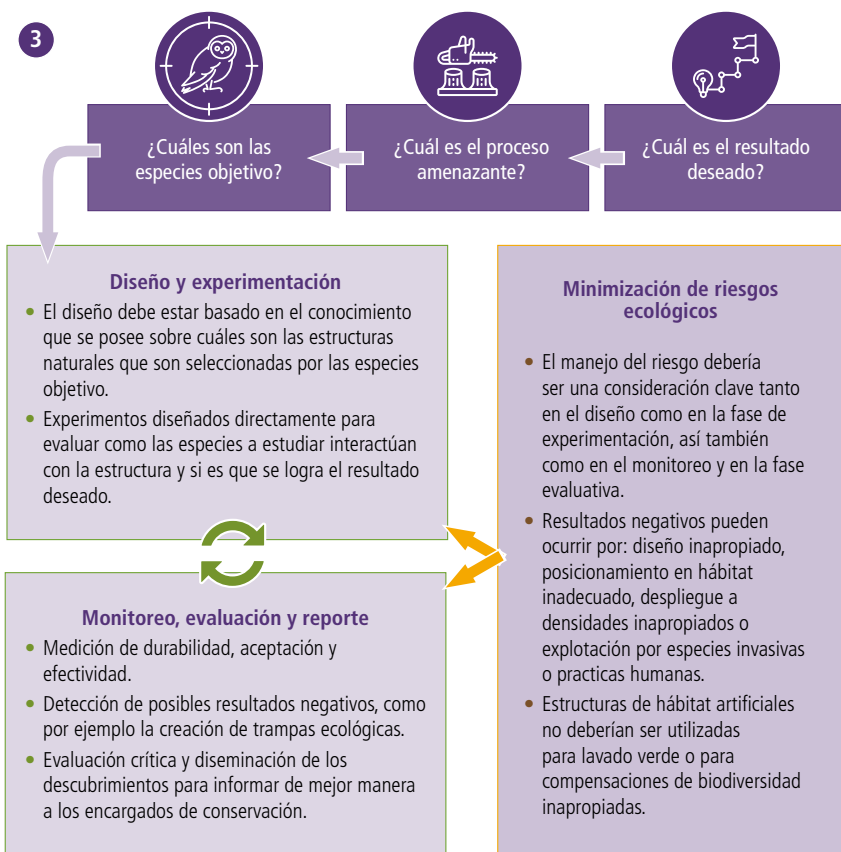 3
¿Cuáles son las
especies objetivo?
¿Cuál es el proceso
amenazante?
¿Cuál es el resultado
deseado?
Diseño y experimentación
• El diseño debe estar basado en el conocimiento
que se posee sobre cuáles son las estructuras
naturales que son seleccionadas por las especies
objetivo.
• Experimentos diseñados directamente para
evaluar como las especies a estudiar interactúan
con la estructura y si es que se logra el resultado
deseado.
Monitoreo, evaluación y reporte
• Medición de durabilidad, aceptación y
efectividad.
• Detección de posibles resultados negativos, como
por ejemplo la creación de trampas ecológicas.
• Evaluación crítica y diseminación de los
descubrimientos para informar de mejor manera
a los encargados de conservación.
Minimización de riesgos
ecológicos
• El manejo del riesgo debería
ser una consideración clave tanto
en el diseño como en la fase de
experimentación, así también
como en el monitoreo y en la fase
evaluativa.
• Resultados negativos pueden
ocurrir por: diseño inapropiado,
posicionamiento en hábitat
inadecuado, despliegue a
densidades inapropiados o
explotación por especies invasivas
o practicas humanas.
• Estructuras de hábitat artificiales
no deberían ser utilizadas
para lavado verde o para
compensaciones de biodiversidad
inapropiadas.